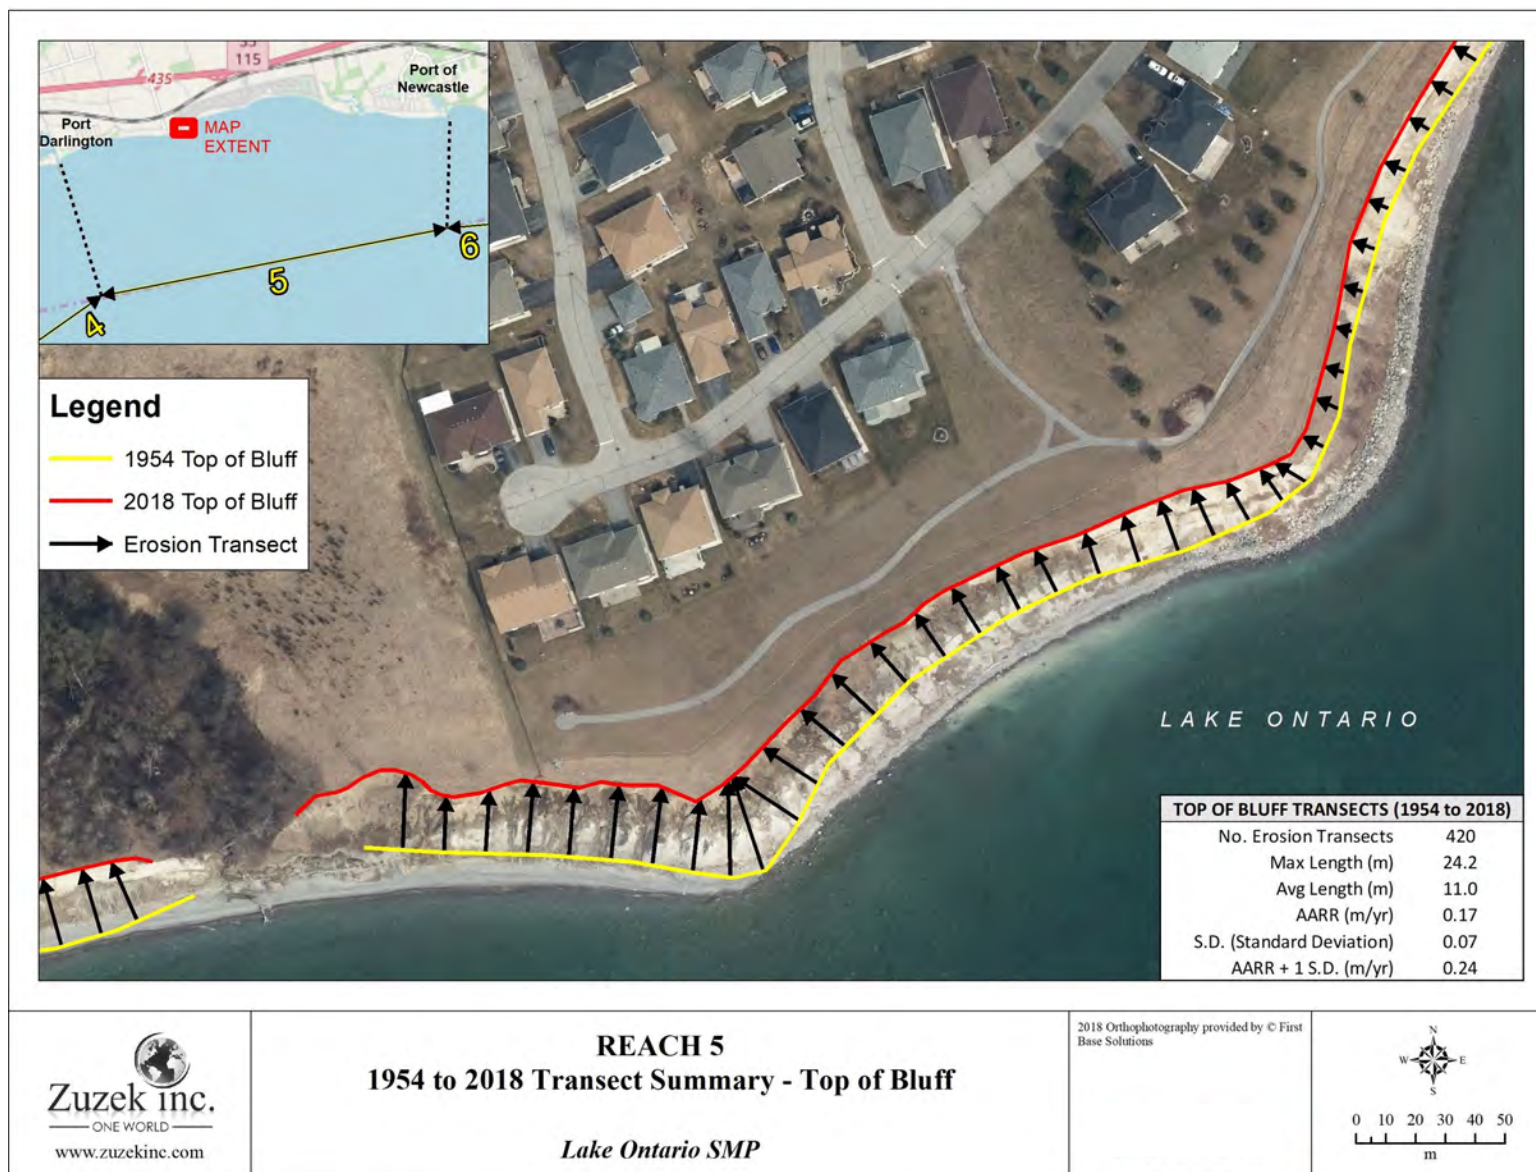 35
115
435
Port of
Newcastle
Port
Darlington
MAP
EXTENT
4
5
6
Legend
1954 Top of Bluff
2018 Top of Bluff
Erosion Transect
LAKE ONTARIO
TOP OF BLUFF TRANSECTS (1954 to 2018)
No. Erosion Transects 420
Max Length (m) 24.2
Avg Length (m) 11.0
AARR (m/yr) 0.17
S.D. (Standard Deviation) 0.07
AARR + 1 S.D. (m/yr) 0.24
Zuzek inc.
ONE WORLD
www.zuzekinc.com
REACH 5
1954 to 2018 Transect Summary - Top of Bluff
Lake Ontario SMP
2018 Orthophotography provided by © First
Base Solutions
N
W E
S
0 10 20 30 40 50
m